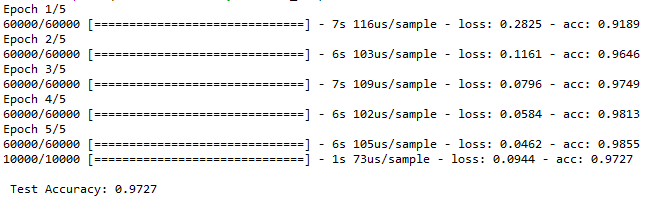 Epoch 1/5
60000/60000 [==============================] - 7s 116us/sample - loss: 0.2825 - acc: 0.9189
Epoch 2/5
60000/60000 [==============================] - 6s 103us/sample - loss: 0.1161 - acc: 0.9646
Epoch 3/5
60000/60000 [==============================] - 7s 109us/sample - loss: 0.0796 - acc: 0.9749
Epoch 4/5
60000/60000 [==============================] - 6s 102us/sample - loss: 0.0584 - acc: 0.9813
Epoch 5/5
60000/60000 [==============================] - 6s 105us/sample - loss: 0.0462 - acc: 0.9855
10000/10000 [==============================] - 1s 73us/sample - loss: 0.0944 - acc: 0.9727
Test Accuracy: 0.9727